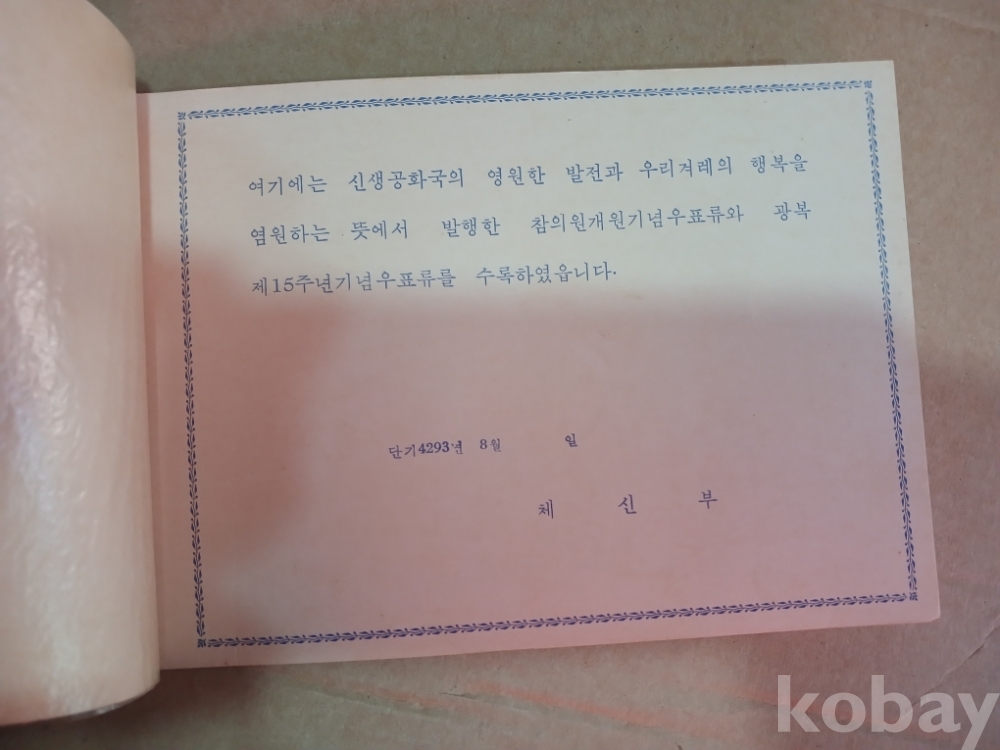 여기에는 신생공화국의 영원한 발전과 우리겨레의 행복을
염원하는 뜻에서 발행한 참의원개원기념우표류와 광복
제15주년기념우표류를 수록하였읍니다.
단기4293년 8월 일
체 신 부
kobay